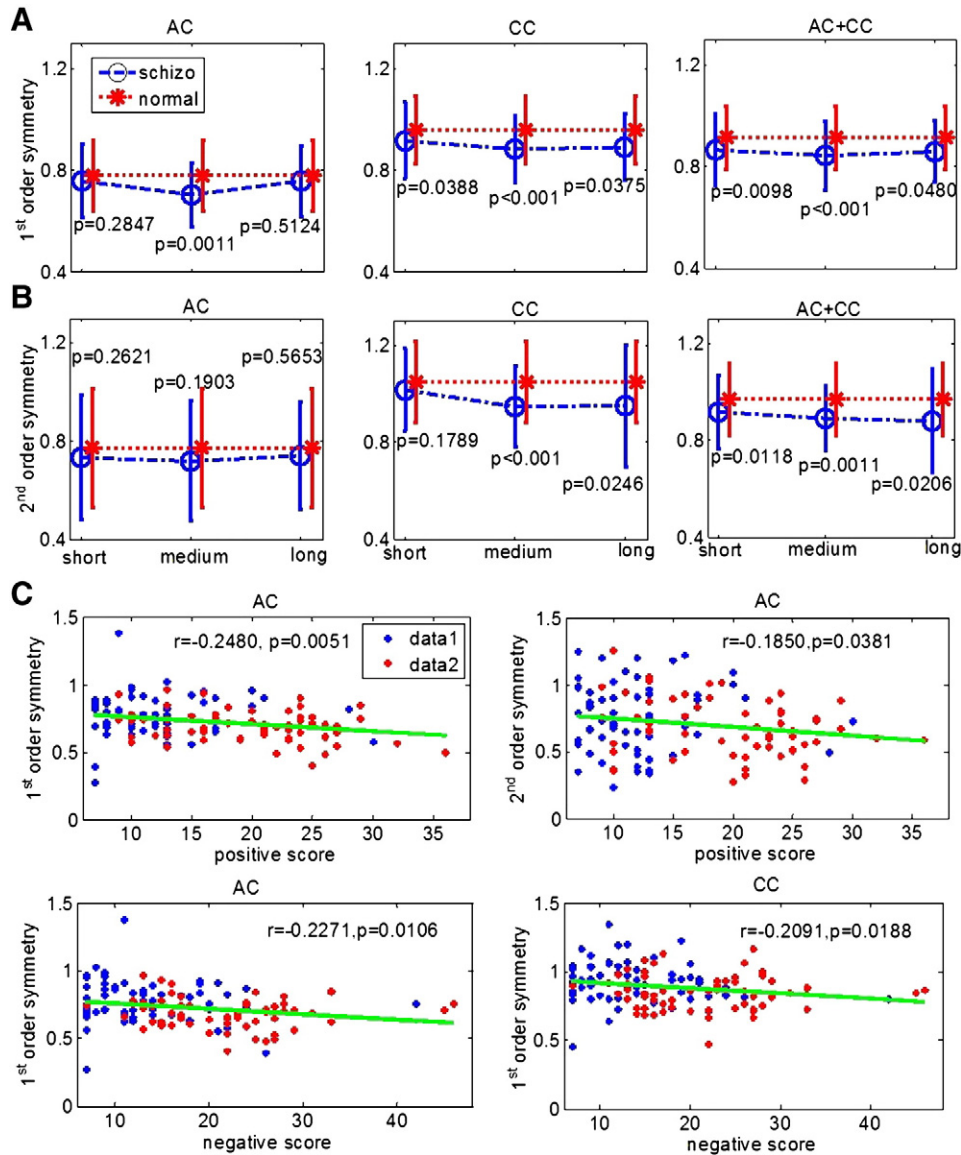 A
AC
CC
AC+CC
1st order symmetry
1.2
0.8
0.4
schizo
normal
p=0.2847
p=0.0011
p=0.5124
1.2
0.8
0.4
p=0.0388
p<0.001
p=0.0375
1.2
0.8
0.4
p=0.0098
p<0.001
p=0.0480
B
AC
CC
AC+CC
2nd order symmetry
1.2
0.8
0.4
p=0.2621
p=0.1903
p=0.5653
short medium long
1.2
0.8
0.4
p=0.1789
p<0.001
p=0.0246
short medium long
1.2
0.8
0.4
p=0.0118
p=0.0011
p=0.0206
short medium long
C
AC
1st order symmetry
1.5
1
0.5
0
r=-0.2480, p=0.0051
data1
data2
10 15 20 25 30 35
positive score
AC
2nd order symmetry
1.5
1
0.5
0
r=-0.1850,p=0.0381
10 15 20 25 30 35
positive score
AC
1st order symmetry
1.5
1
0.5
0
r=-0.2271,p=0.0106
10 20 30 40
negative score
CC
1st order symmetry
1.5
1
0.5
0
r=-0.2091,p=0.0188
10 20 30 40
negative score